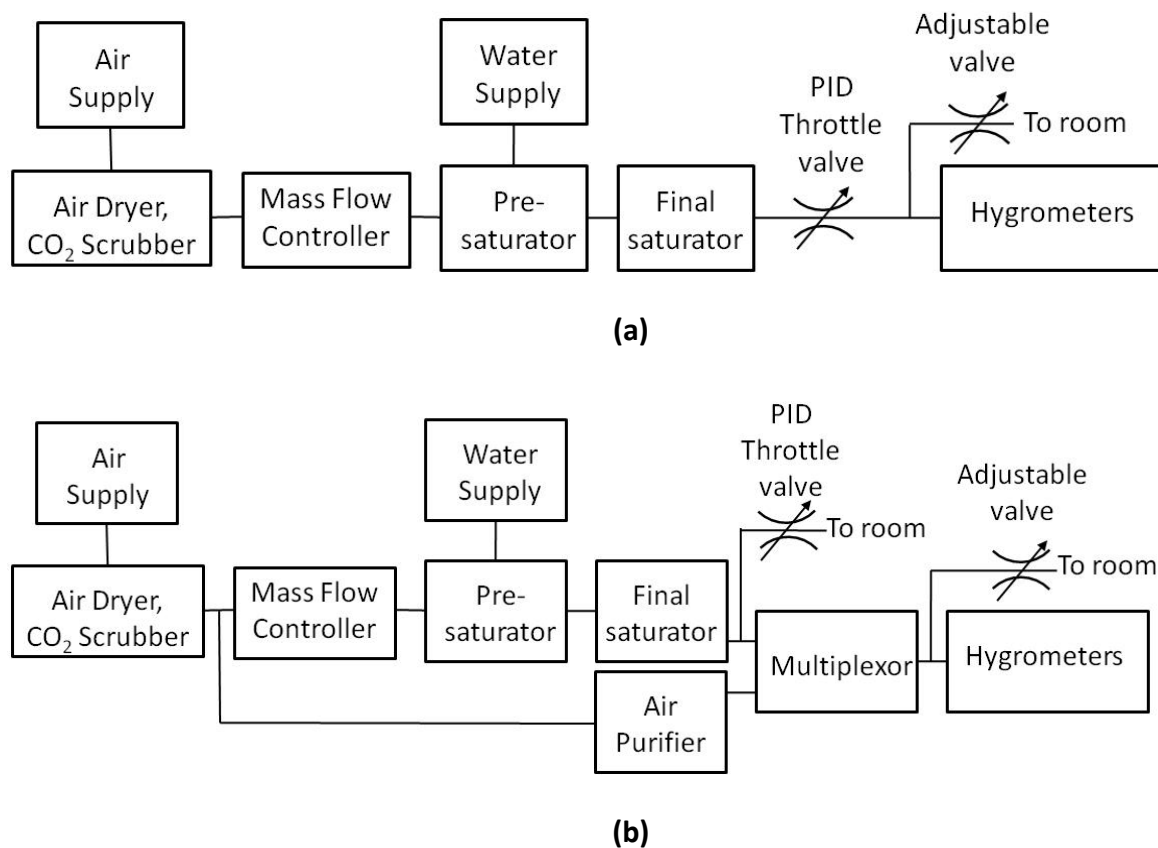 Air
Supply
Water
Supply
Adjustable
valve
PID
Throttle
valve
To room
Air Dryer,
CO₂ Scrubber
Mass Flow
Controller
Pre-
saturator
Final
saturator
Hygrometers
(a)
Air
Supply
Water
Supply
PID
Throttle
valve
To room
Adjustable
valve
To room
Air Dryer,
CO₂ Scrubber
Mass Flow
Controller
Pre-
saturator
Final
saturator
Multiplexor
Hygrometers
Air
Purifier
(b)